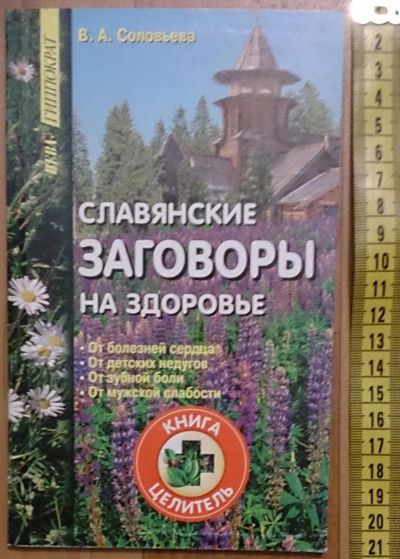 В. А. Соловьева
ГИППОКРАТ
СЛАВЯНСКИЕ
ЗАГОВОРЫ
НА ЗДОРОВЬЕ
• От болезней сердца
• От детских недугов
• От зубной боли
• От мужской слабости
КНИГА
ЦЕЛИТЕЛЬ
2
3
4
5
6
7
8
9
10
11
12
13
14
15
16
17
18
19
20
21